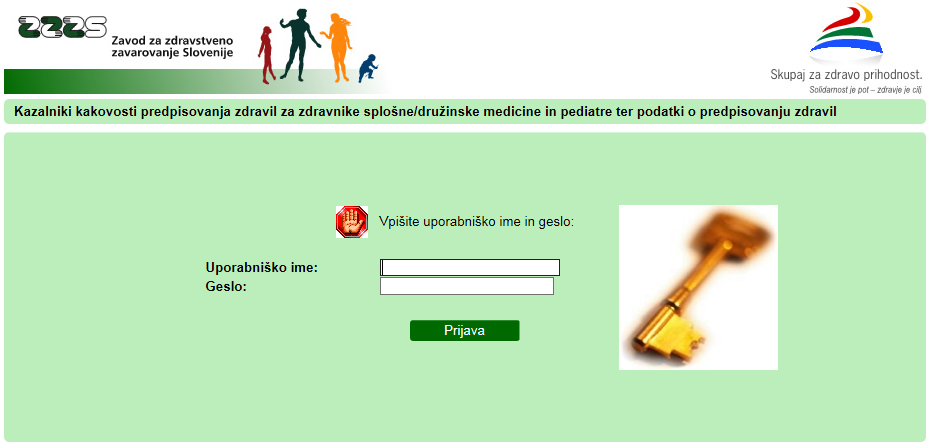 ZZZS
Zavod za zdravstveno
zavarovanje Slovenije
Skupaj za zdravo prihodnost.
Solidarnost je pot – zdravje je cilj
Kazalniki kakovosti predpisovanja zdravil za zdravnike splošne/družinske medicine in pediatre ter podatki o predpisovanju zdravil
Vpišite uporabniško ime in geslo:
Uporabniško ime:
Geslo:
Prijava